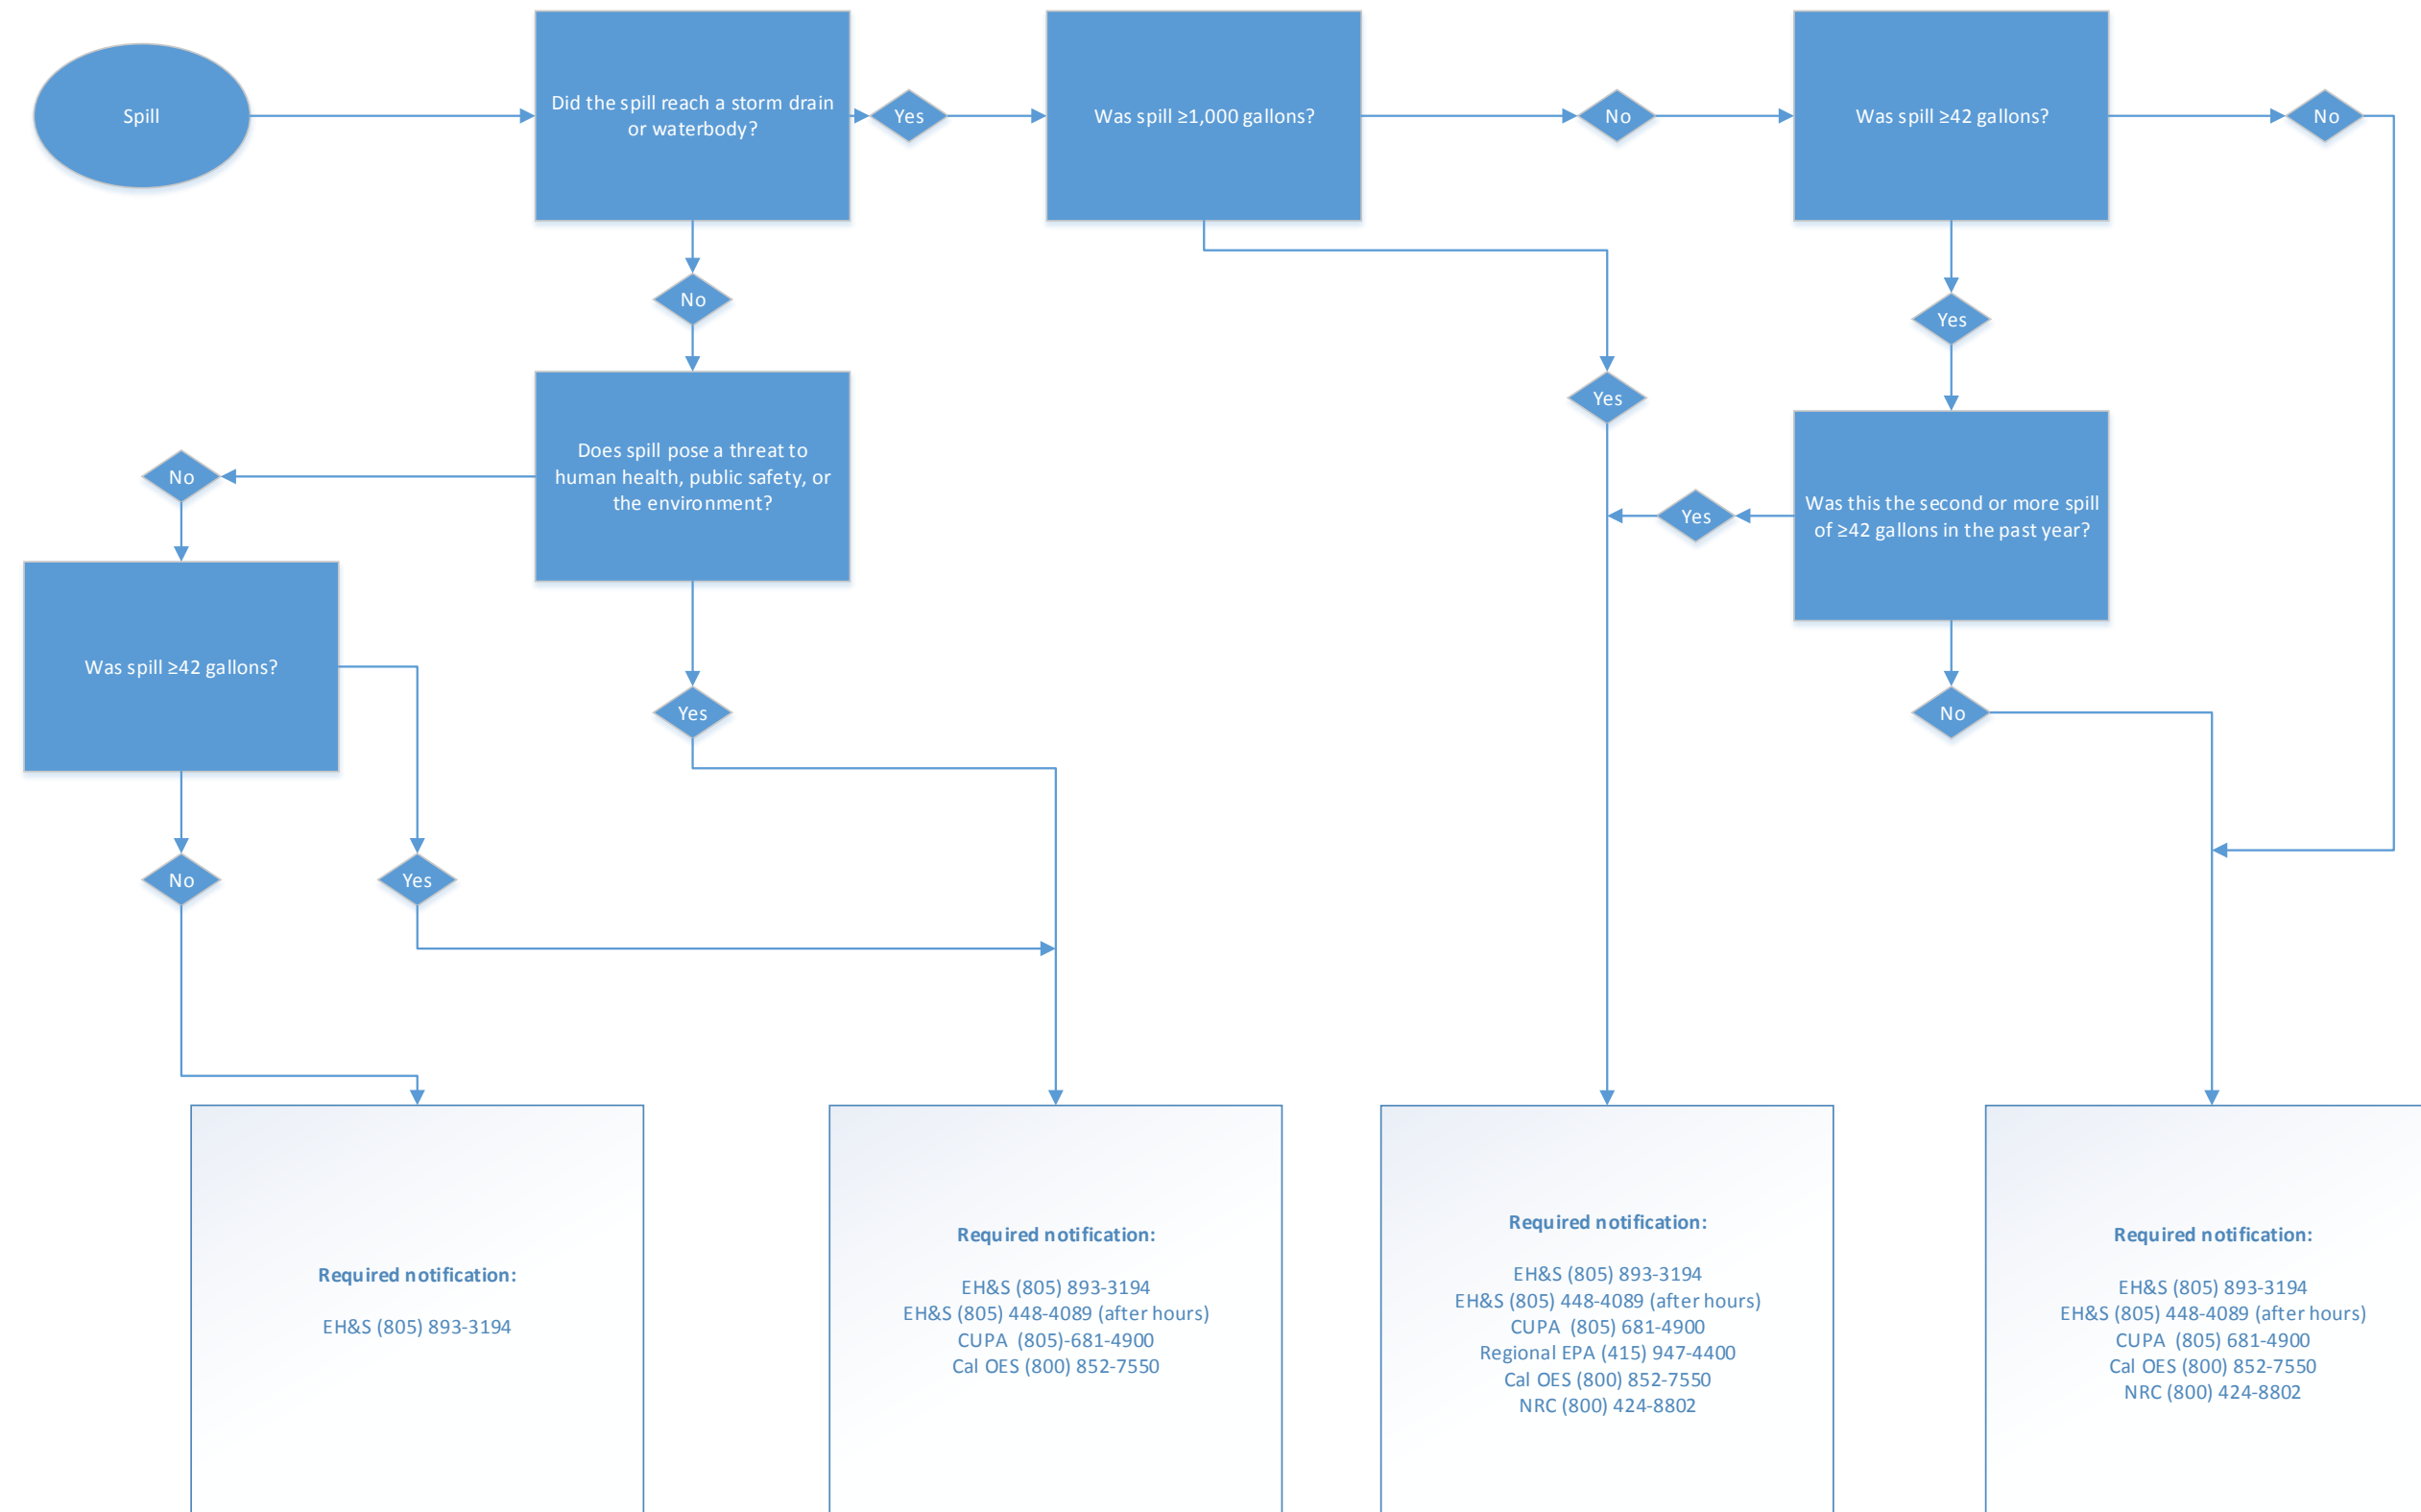 Spill
Did the spill reach a storm drain
or waterbody?
Yes
Was spill ≥1,000 gallons?
No
Was spill ≥42 gallons?
No
No
Yes
Yes
Does spill pose a threat to
human health, public safety, or
the environment?
No
Was this the second or more spill
of ≥42 gallons in the past year?
Yes
Was spill ≥42 gallons?
Yes
No
No
Yes
Required notification:
EH&S (805) 893-3194
Required notification:
EH&S (805) 893-3194
EH&S (805) 448-4089 (after hours)
CUPA (805)-681-4900
Cal OES (800) 852-7550
Required notification:
EH&S (805) 893-3194
EH&S (805) 448-4089 (after hours)
CUPA (805) 681-4900
Regional EPA (415) 947-4400
Cal OES (800) 852-7550
NRC (800) 424-8802
Required notification:
EH&S (805) 893-3194
EH&S (805) 448-4089 (after hours)
CUPA (805) 681-4900
Cal OES (800) 852-7550
NRC (800) 424-8802